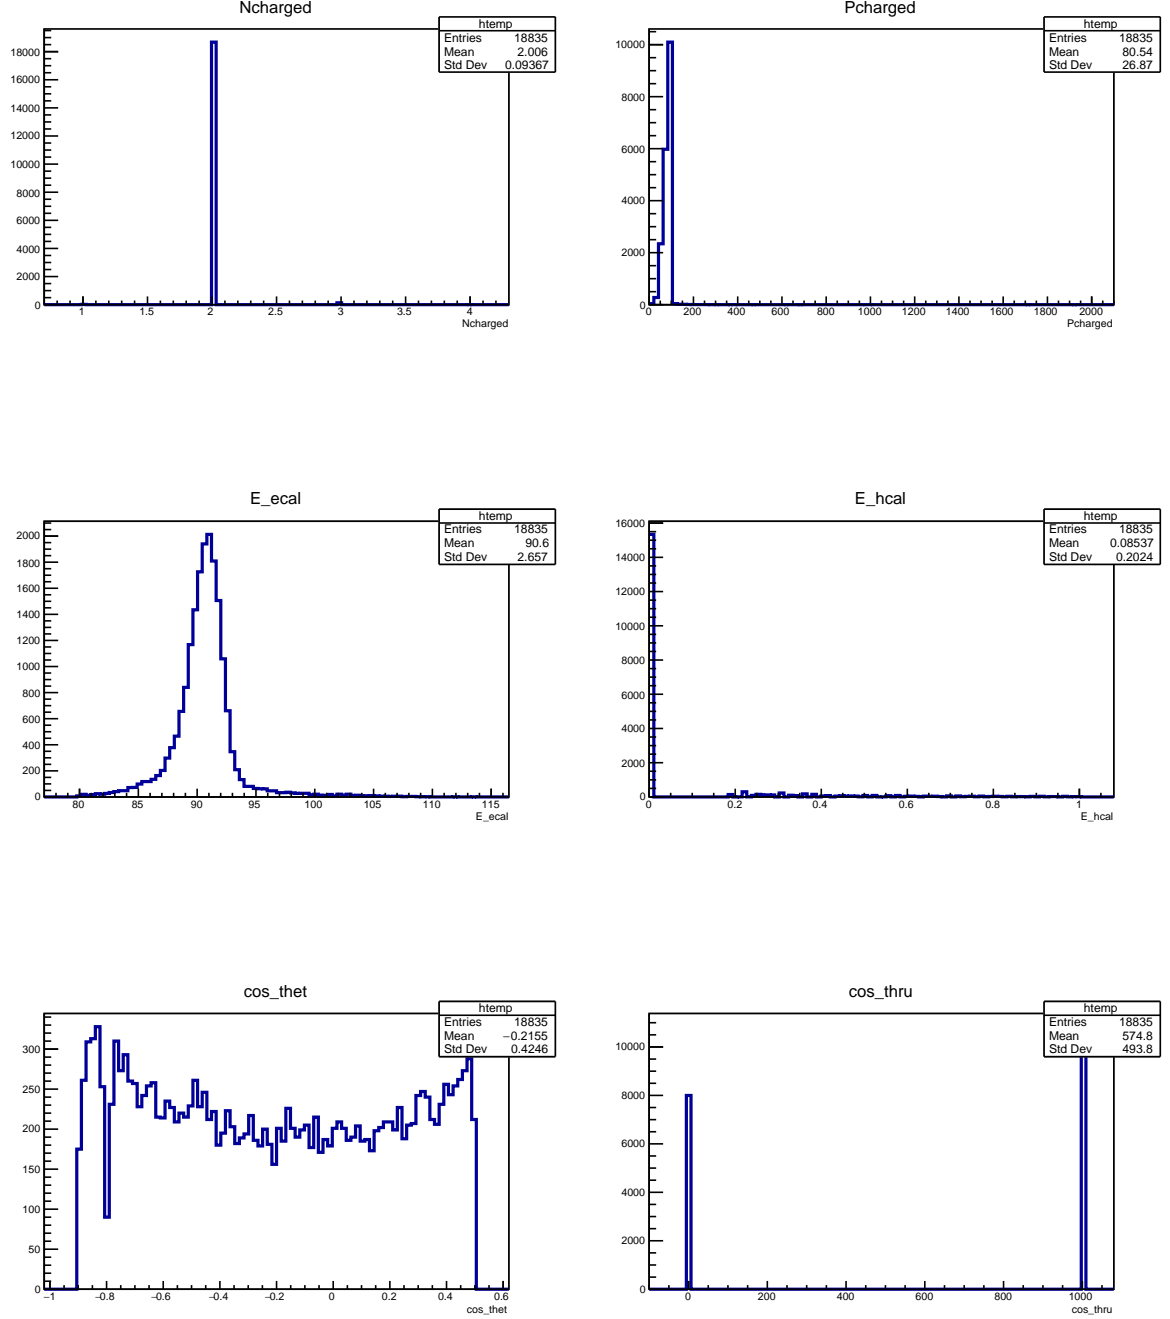 Ncharged
htemp
Entries 18835
Mean 2.006
Std Dev 0.09367
18000
16000
14000
12000
10000
8000
6000
4000
2000
0
1 1.5 2 2.5 3 3.5 4
Ncharged
Pcharged
htemp
Entries 18835
Mean 80.54
Std Dev 26.87
10000
8000
6000
4000
2000
0
0 200 400 600 800 1000 1200 1400 1600 1800 2000
Pcharged
E_ecal
htemp
Entries 18835
Mean 90.6
Std Dev 2.657
2000
1800
1600
1400
1200
1000
800
600
400
200
0
80 85 90 95 100 105 110 115
E_ecal
E_hcal
htemp
Entries 18835
Mean 0.08537
Std Dev 0.2024
16000
14000
12000
10000
8000
6000
4000
2000
0
0 0.2 0.4 0.6 0.8 1
E_hcal
cos_thet
htemp
Entries 18835
Mean −0.2155
Std Dev 0.4246
300
250
200
150
100
50
0
−1 −0.8 −0.6 −0.4 −0.2 0 0.2 0.4 0.6
cos_thet
cos_thru
htemp
Entries 18835
Mean 574.8
Std Dev 493.8
10000
8000
6000
4000
2000
0
0 200 400 600 800 1000
cos_thru